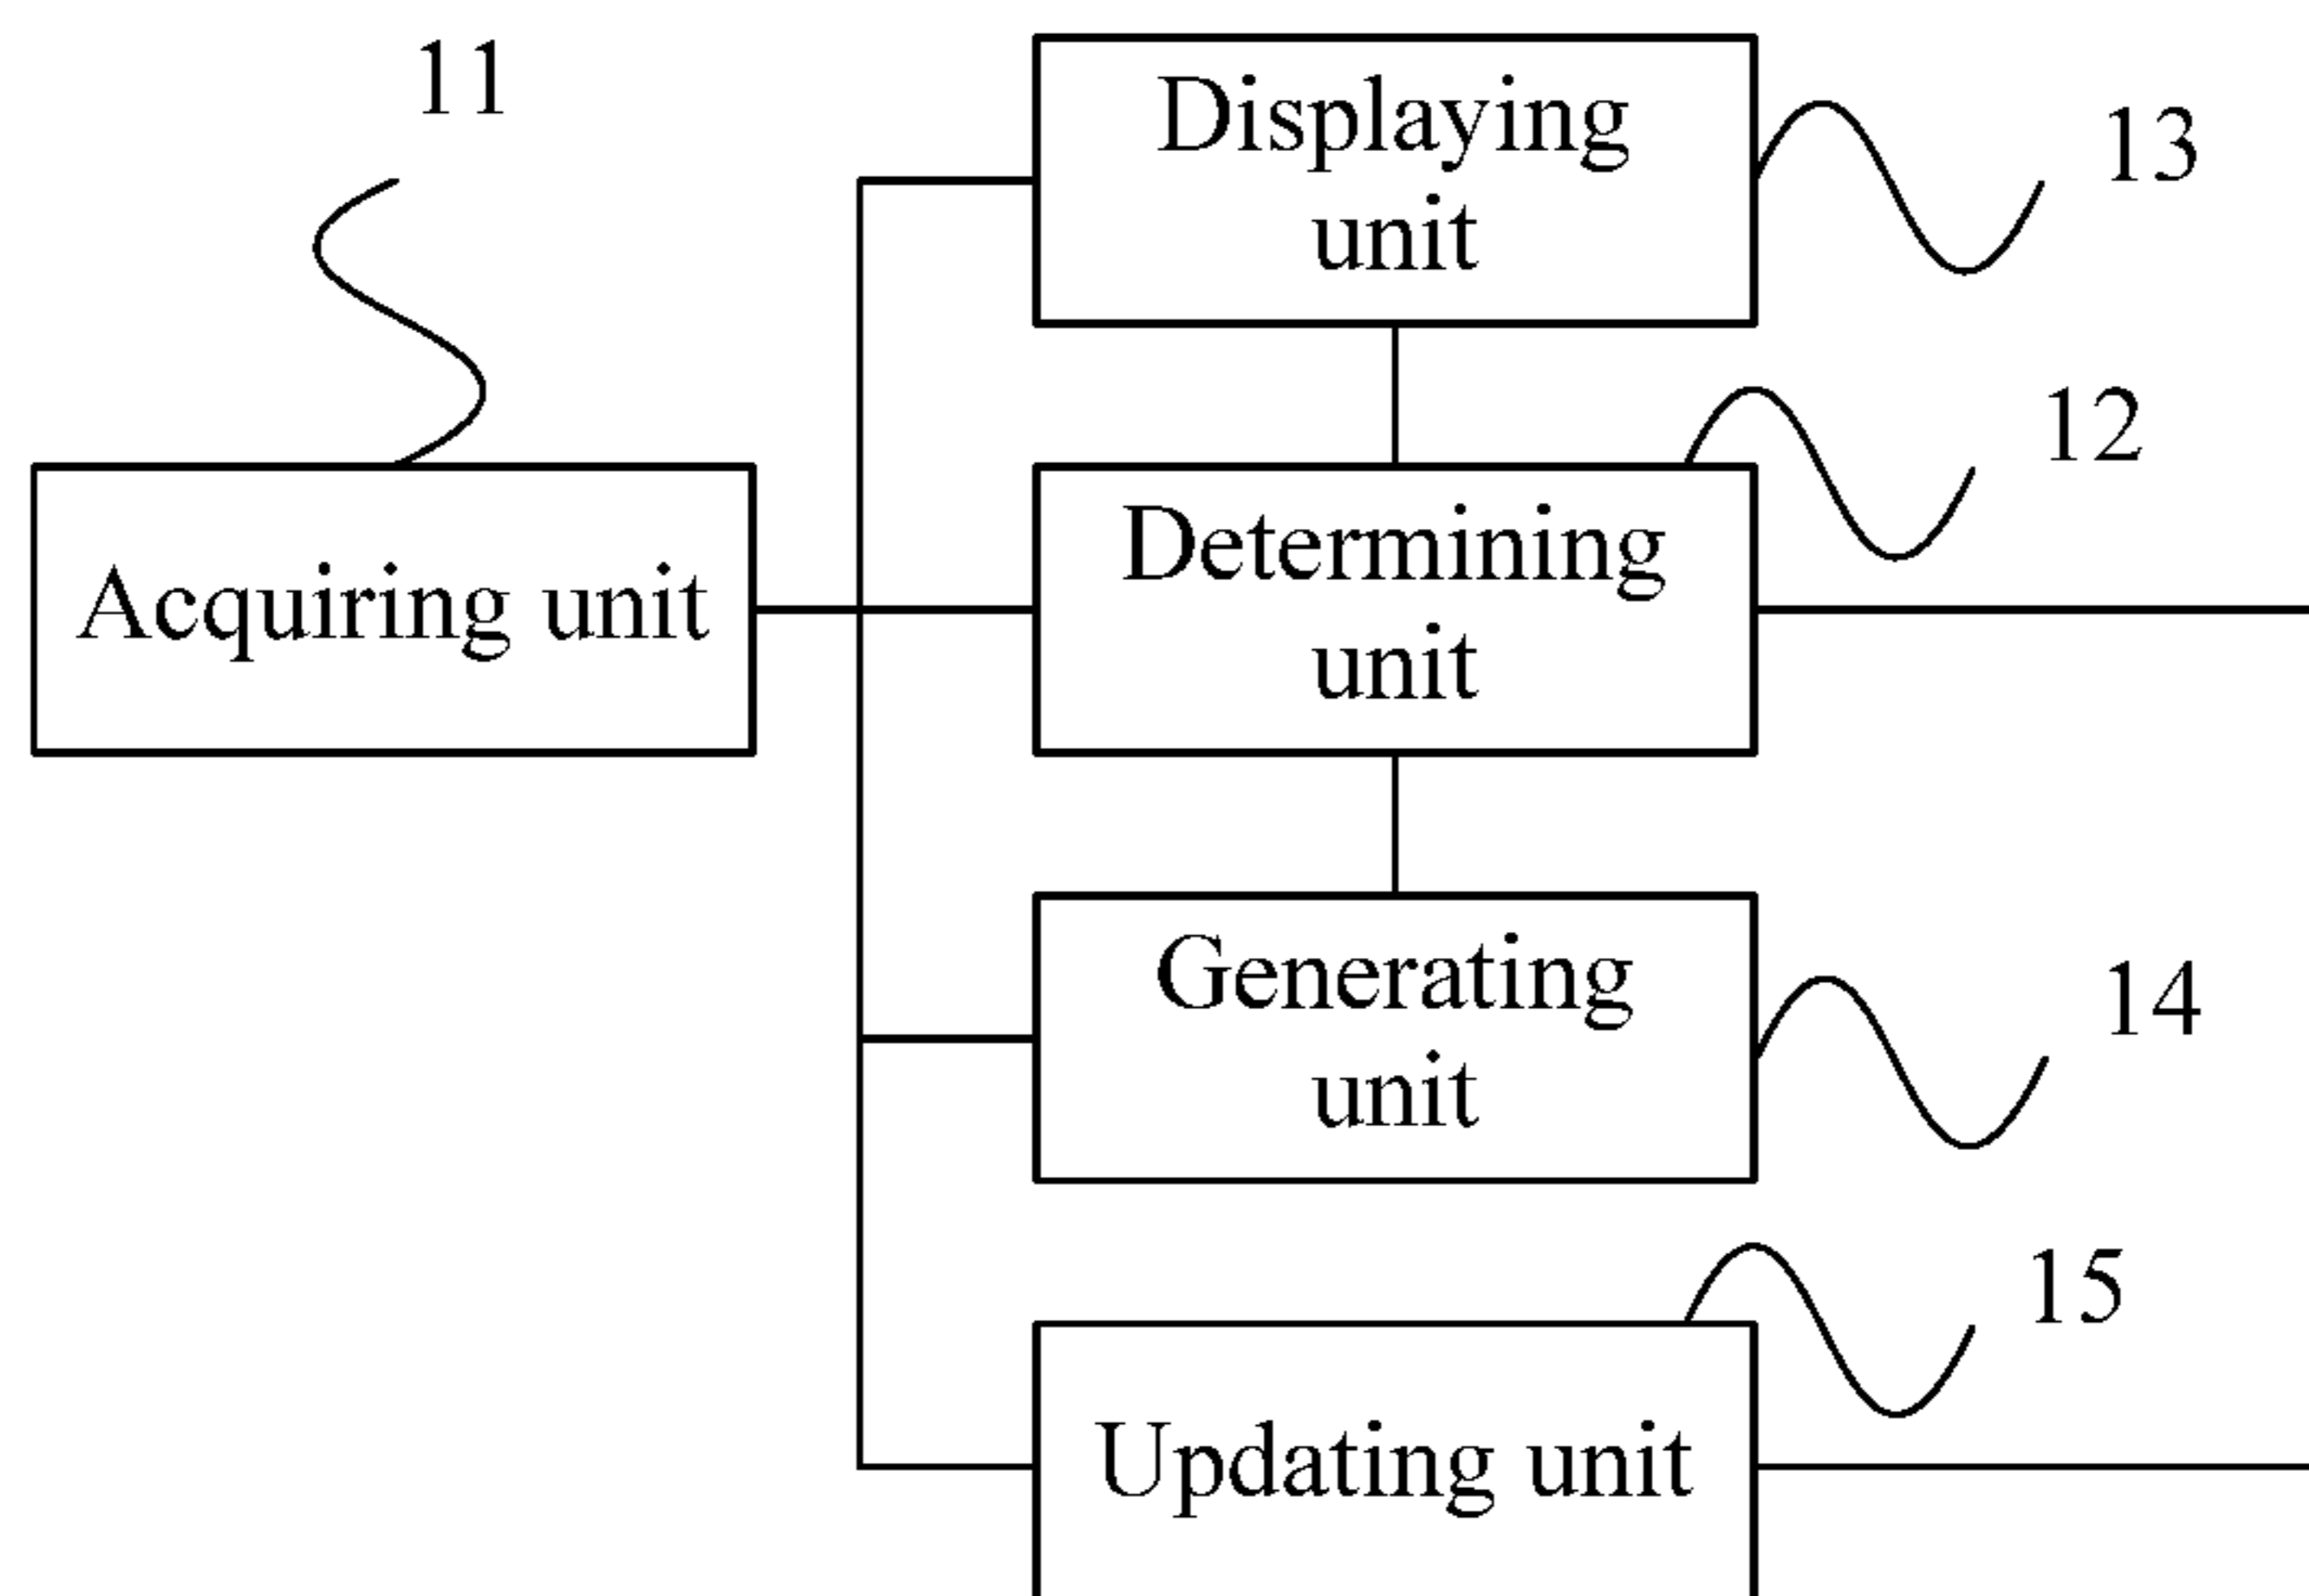 11
Displaying
unit
13
12
Acquiring unit
Determining
unit
Generating
unit
14
15
Updating unit